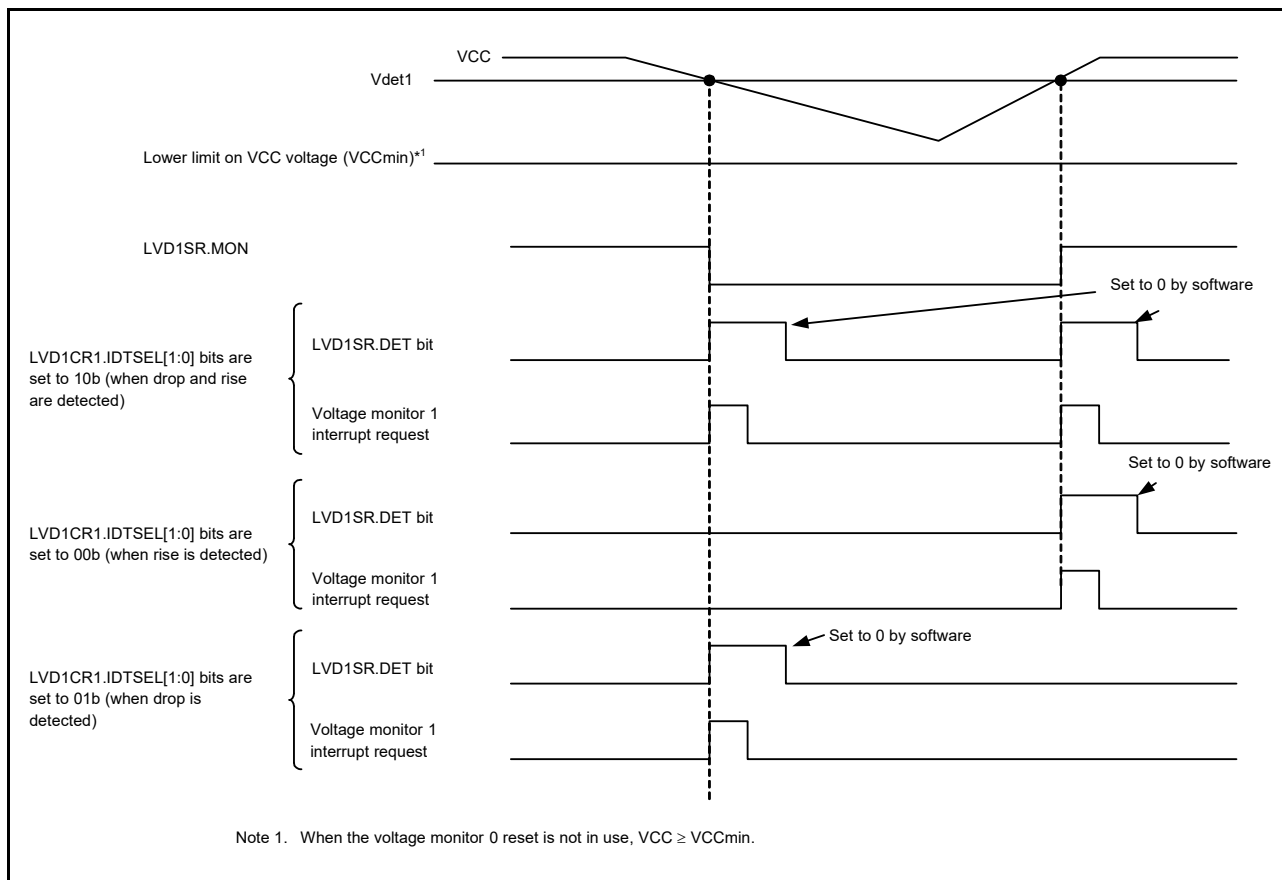 VCC
Vdet1
Lower limit on VCC voltage (VCCmin)*1
LVD1SR.MON
Set to 0 by software
LVD1CR1.IDTSEL[1:0] bits are
set to 10b (when drop and rise
are detected)
LVD1SR.DET bit
Voltage monitor 1
interrupt request
Set to 0 by software
LVD1CR1.IDTSEL[1:0] bits are
set to 00b (when rise is detected)
LVD1SR.DET bit
Voltage monitor 1
interrupt request
Set to 0 by software
LVD1CR1.IDTSEL[1:0] bits are
set to 01b (when drop is
detected)
LVD1SR.DET bit
Voltage monitor 1
interrupt request
Note 1. When the voltage monitor 0 reset is not in use, VCC ≥ VCCmin.